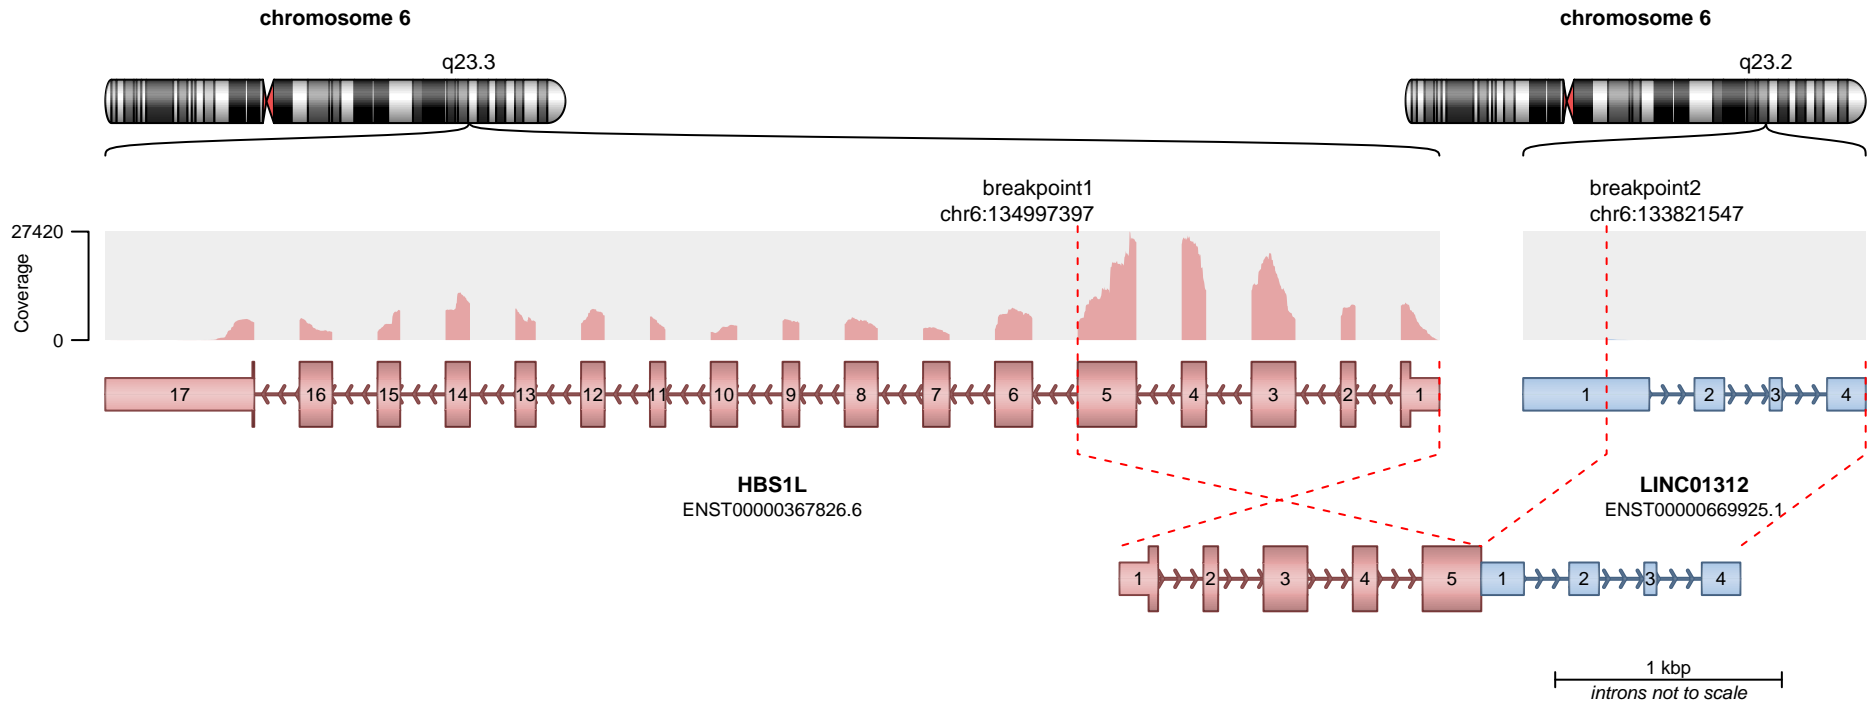 chromosome 6
chromosome 6
q23.3
q23.2
breakpoint1
chr6:134997397
breakpoint2
chr6:133821547
27420
Coverage
0
17 16 15 14 13 12 11 10 9 8 7 6 5 4 3 2 1
1 2 3 4
HBS1L
ENST00000367826.6
LINC01312
ENST00000669925.1
1 2 3 4 5 1 2 3 4
1 kbp
introns not to scale